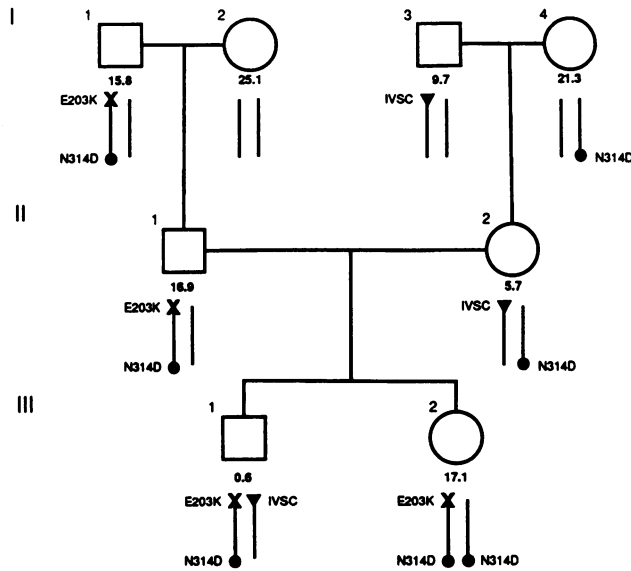 I
1 2 3 4
15.8 25.1 9.7 21.3
E203K IVSC
N314D N314D
II
1 2
16.9 5.7
E203K IVSC
N314D N314D
III
1 2
0.6 17.1
E203K IVSC E203K
N314D N314D N314D